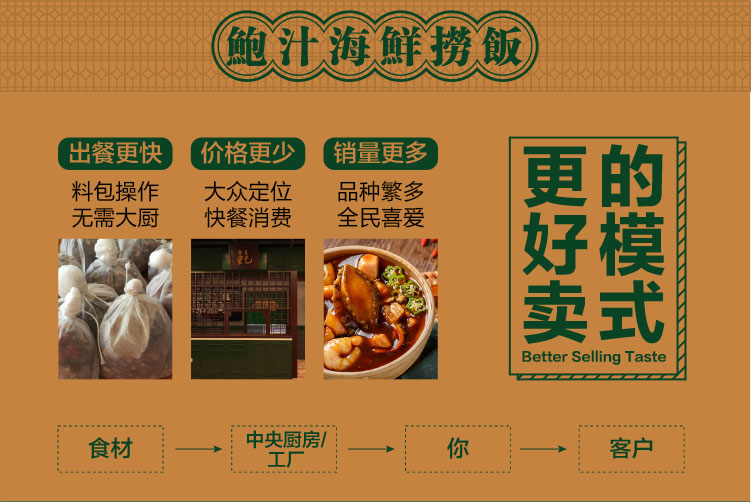 鮑汁海鮮撈飯
出餐更快
料包操作
无需大厨
价格更少
大众定位
快餐消费
销量更多
品种繁多
全民喜爱
更好卖
的模式
Better Selling Taste
食材
中央厨房/
工厂
你
客户